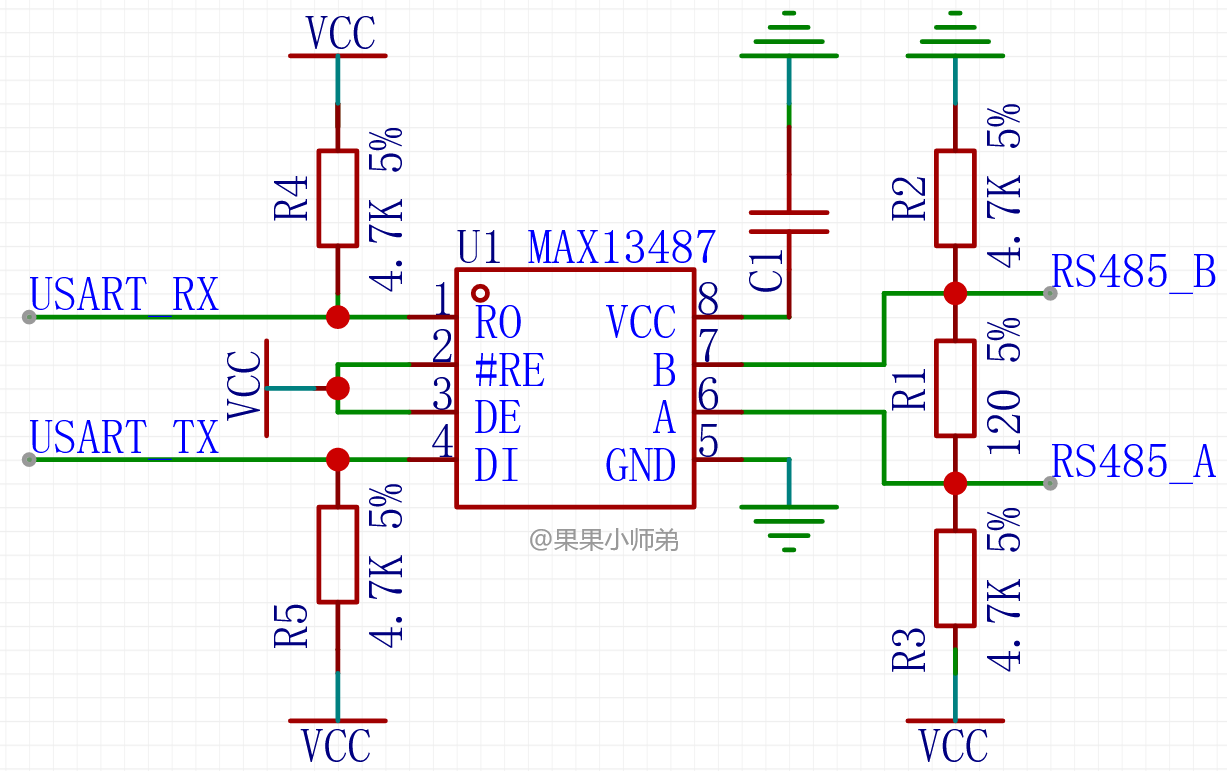 VCC
R4
4.7K 5%
USART_RX
VCC
USART_TX
R5
4.7K 5%
VCC
U1 MAX13487
1 RO
2 #RE
3 DE
4 DI
VCC 8
B 7
A 6
GND 5
C1
R2
4.7K 5%
RS485_B
R1
120 5%
RS485_A
R3
4.7K 5%
VCC
@果果小师弟